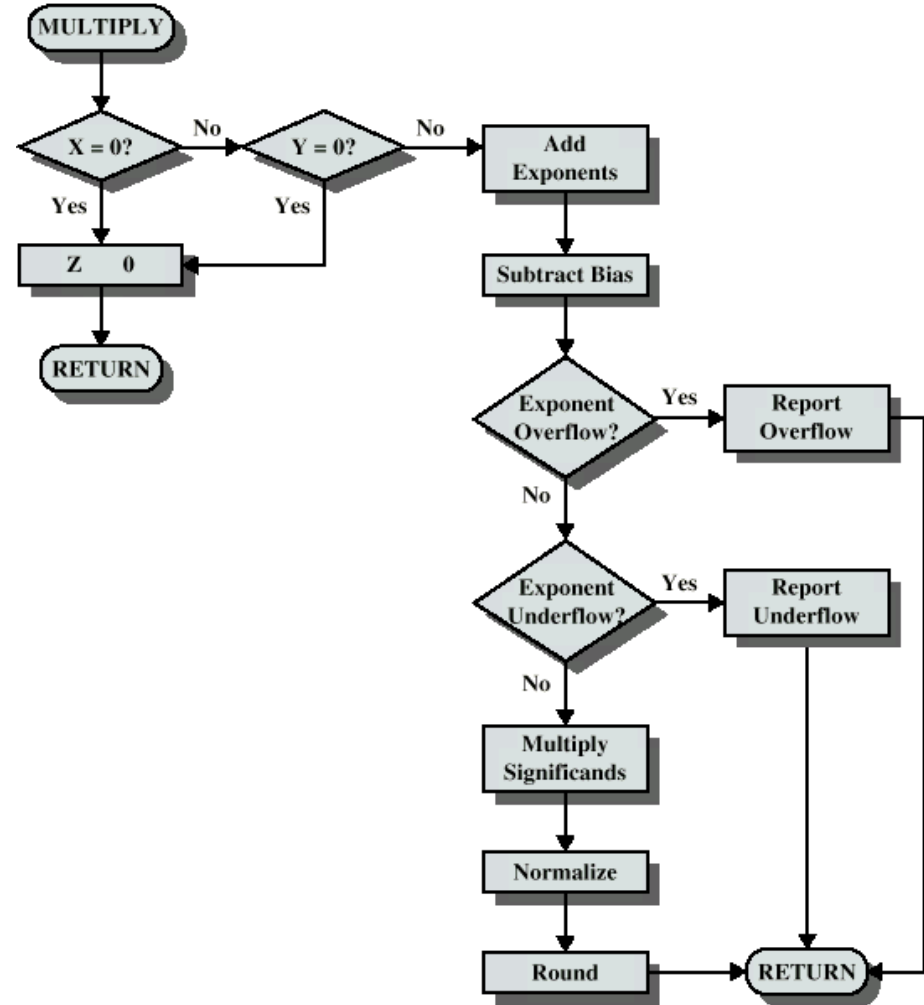 MULTIPLY
X = 0?
No
Y = 0?
No
Add
Exponents
Yes
Yes
Z 0
Subtract Bias
RETURN
Exponent
Overflow?
Yes
Report
Overflow
No
Exponent
Underflow?
Yes
Report
Underflow
No
Multiply
Significands
Normalize
Round
RETURN